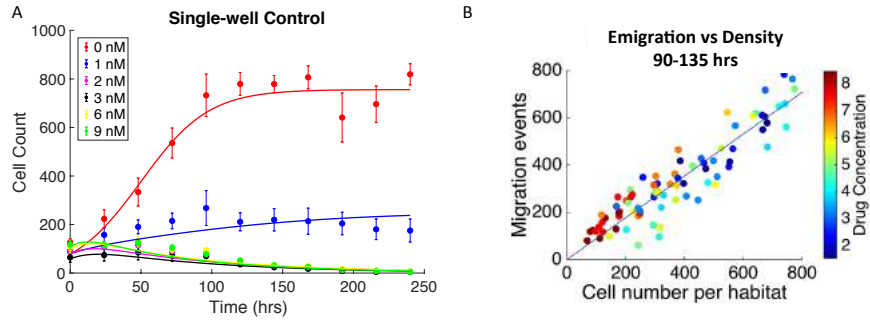 A
Single-well Control
1000
800
600
400
200
0
Cell Count
0 nM
1 nM
2 nM
3 nM
6 nM
9 nM
0
50
100
150
200
250
Time (hrs)
B
Emigration vs Density
90-135 hrs
800
600
400
200
0
Migration events
0
200
400
600
800
Cell number per habitat
8
7
6
5
4
3
2
Drug Concentration